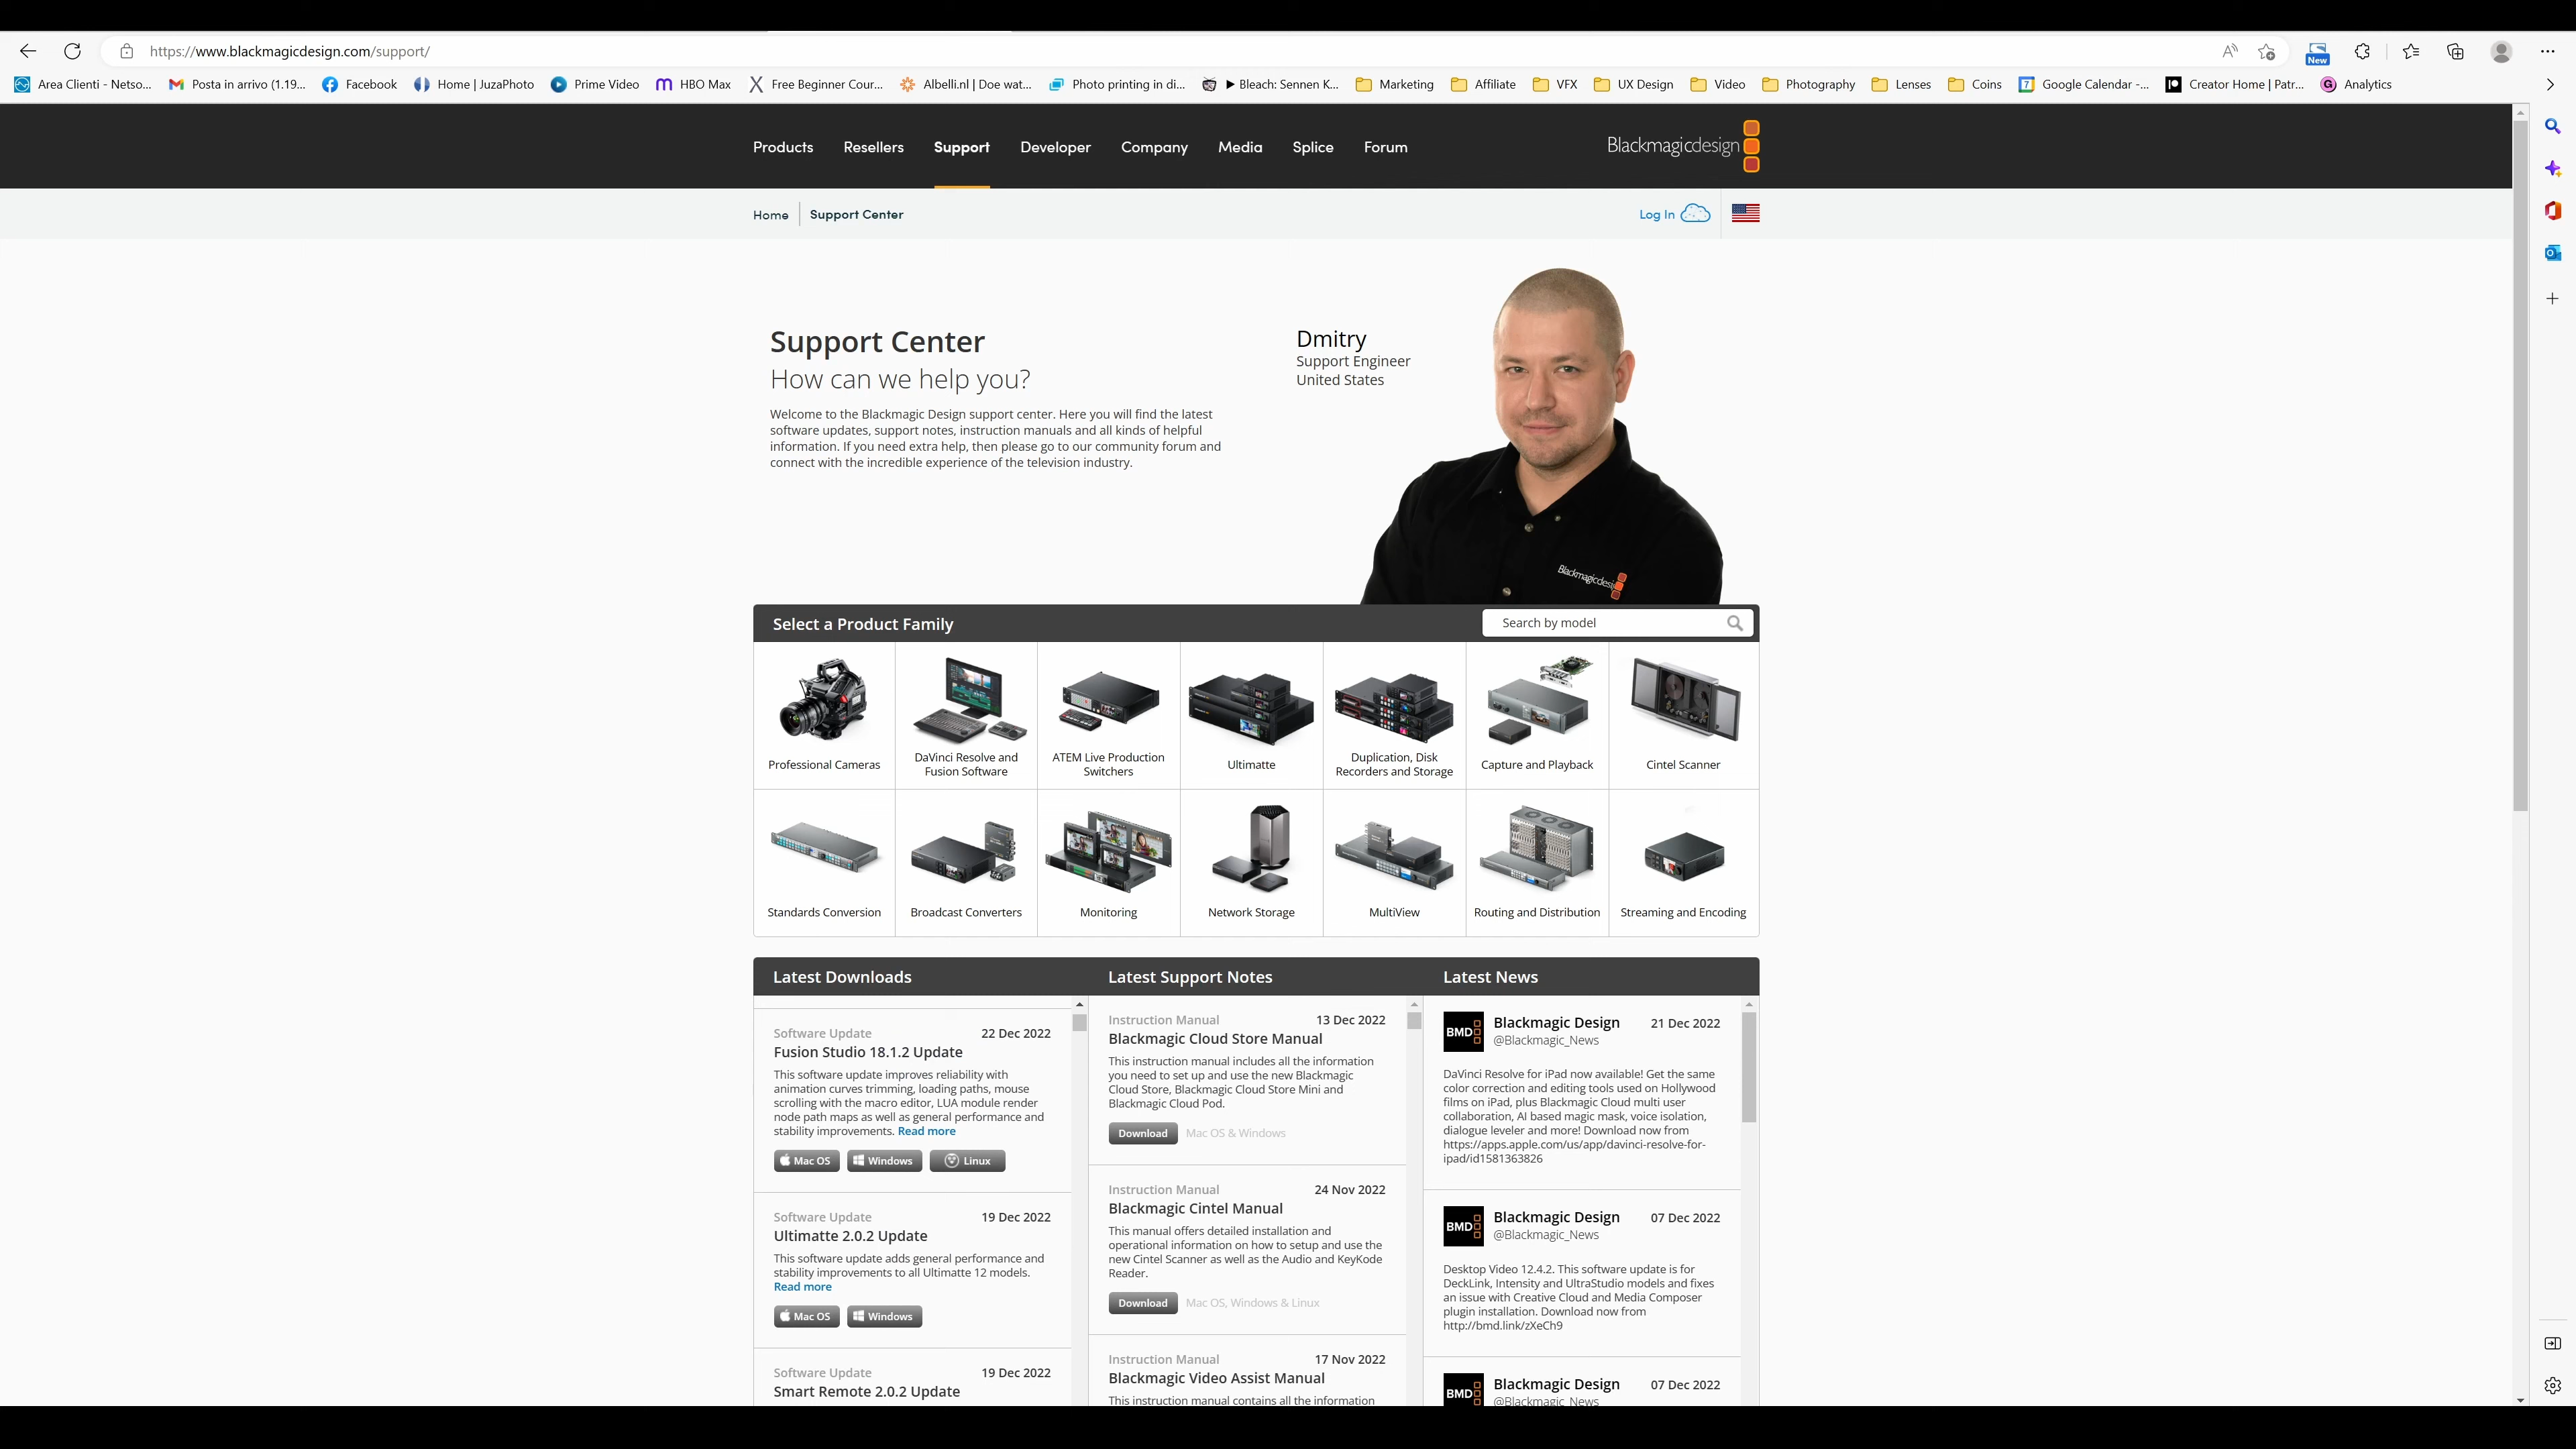 https://www.blackmagicdesign.com/support/
New
Area Clienti - Netso...
Posta in arrivo (1.19...
Facebook
Home | JuzaPhoto
Prime Video
HBO Max
Free Beginner Cour...
Albelli.nl | Doe wat...
Photo printing in di...
▶ Bleach: Sennen K...
Marketing
Affiliate
VFX
UX Design
Video
Photography
Lenses
Coins
Google Calendar -...
Creator Home | Patr...
Analytics
Products Resellers Support Developer Company Media Splice Forum
Blackmagicdesign
Home Support Center
Log In
Support Center
How can we help you?
Welcome to the Blackmagic Design support center. Here you will find the latest
software updates, support notes, instruction manuals and all kinds of helpful
information. If you need extra help, then please go to our community forum and
connect with the incredible experience of the television industry.
Dmitry
Support Engineer
United States
Blackmagicdesign
Select a Product Family
Search by model
Professional Cameras
DaVinci Resolve and
Fusion Software
ATEM Live Production
Switchers
Ultimatte
Duplication, Disk
Recorders and Storage
Capture and Playback
Cintel Scanner
Standards Conversion
Broadcast Converters
Monitoring
Network Storage
MultiView
Routing and Distribution
Streaming and Encoding
Latest Downloads
Software Update 22 Dec 2022
Fusion Studio 18.1.2 Update
This software update improves reliability with
animation curves trimming, loading paths, mouse
scrolling with the macro editor, LUA module render
node path maps as well as general performance and
stability improvements. Read more
Mac OS Windows Linux
Software Update 19 Dec 2022
Ultimatte 2.0.2 Update
This software update adds general performance and
stability improvements to all Ultimatte 12 models.
Read more
Mac OS Windows
Software Update 19 Dec 2022
Smart Remote 2.0.2 Update
Latest Support Notes
Instruction Manual 13 Dec 2022
Blackmagic Cloud Store Manual
This instruction manual includes all the information
you need to set up and use the new Blackmagic
Cloud Store, Blackmagic Cloud Store Mini and
Blackmagic Cloud Pod.
Download Mac OS & Windows
Instruction Manual 24 Nov 2022
Blackmagic Cintel Manual
This manual offers detailed installation and
operational information on how to setup and use the
new Cintel Scanner as well as the Audio and KeyKode
Reader.
Download Mac OS, Windows & Linux
Instruction Manual 17 Nov 2022
Blackmagic Video Assist Manual
This instruction manual contains all the information
Latest News
BMD
Blackmagic Design 21 Dec 2022
@Blackmagic_News
DaVinci Resolve for iPad now available! Get the same
color correction and editing tools used on Hollywood
films on iPad, plus Blackmagic Cloud multi user
collaboration, AI based magic mask, voice isolation,
dialogue leveler and more! Download now from
https://apps.apple.com/us/app/davinci-resolve-for-
ipad/id1581363826
BMD
Blackmagic Design 07 Dec 2022
@Blackmagic_News
Desktop Video 12.4.2. This software update is for
DeckLink, Intensity and UltraStudio models and fixes
an issue with Creative Cloud and Media Composer
plugin installation. Download now from
http://bmd.link/zXeCh9
BMD
Blackmagic Design 07 Dec 2022
@Blackmagic_News